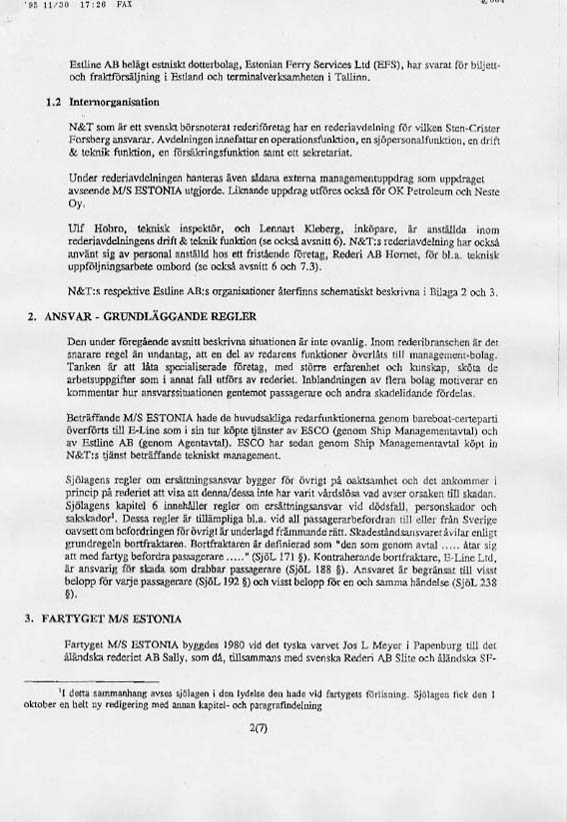 '95 11/30 17:26 FAX
Estline AB helägt estniskt dotterbolag, Estonian Ferry Services Ltd (EFS), har svarat för biljett-
och fraktförsäljning i Estland och terminalverksamheten i Tallinn.
1.2 Internorganisation
N&T som är ett svenskt börsnoterat rederiföretag har en rederiavdelning för vilken Sten-Crister
Forsberg ansvarar. Avdelningen innefattar en operationsfunktion, en sjöpersonalfunktion, en drift
& teknik funktion, en försäkringsfunktion samt ett sekretariat.
Under rederiavdelningen hanteras även sådana externa managementuppdrag som uppdraget
avseende M/S ESTONIA utgjorde. Liknande uppdrag utföres också för OK Petroleum och Neste
Oy.
Ulf Hobro, teknisk inspektör, och Lennart Kleberg, inköpare, är anställda inom
rederiavdelningens drift & teknik funktion (se också avsnitt 6). N&T:s rederiavdelning har också
använt sig av personal anställd hos ett fristående företag, Rederi AB Hornet, för bl.a. teknisk
uppföljningsarbete ombord (se också avsnitt 6 och 7.3).
N&T:s respektive Estline AB:s organisationer återfinns schematiskt beskrivna i Bilaga 2 och 3.
2. ANSVAR - GRUNDLÄGGANDE REGLER
Den under föregående avsnitt beskrivna situationen är inte ovanlig. Inom rederibranschen är det
snarare regel än undantag, att en del av redarens funktioner överlåts till management-bolag.
Tanken är att låta specialiserade företag, med större erfarenhet och kunskap, sköta de
arbetsuppgifter som i annat fall utförs av rederiet. Inblandningen av flera bolag motiverar en
kommentar hur ansvarssituationen gentemot passagerare och andra skadelidande fördelas.
Beträffande M/S ESTONIA hade de huvudsakliga redarfunktionerna genom bareboat-certeparti
överförts till E-Line som i sin tur köpte tjänster av ESCO (genom Ship Managementavtal) och
av Estline AB (genom Agentavtal). ESCO har sedan genom Ship Managementavtal köpt in
N&T:s tjänst beträffande tekniskt management.
Sjölagens regler om ersättningsansvar bygger för övrigt på oaktsamhet och det ankommer i
princip på rederiet att visa att denna/dessa inte har varit vårdslösa vad avser orsaken till skadan.
Sjölagens kapitel 6 innehåller regler om ersättningsansvar vid dödsfall, personskador och
sakskador¹. Dessa regler är tillämpliga bl.a. vid all passagerarbefordran till eller från Sverige
oavsett om befordringen för övrigt är underlagd främmande rätt. Skadeståndsansvaret åvilar enligt
grundregeln bortfraktaren. Bortfraktaren är definierad som "den som genom avtal ..... åtar sig
att med fartyg befordra passagerare ....." (SjöL 171 §). Kontraherande bortfraktare, E-Line Ltd,
är ansvarig för skada som drabbar passagerare (SjöL 188 §). Ansvaret är begränsat till visst
belopp för varje passagerare (SjöL 192 §) och visst belopp för en och samma händelse (SjöL 238
§).
3. FARTYGET M/S ESTONIA
Fartyget M/S ESTONIA byggdes 1980 vid det tyska varvet Jos L Meyer i Papenburg till det
åländska rederiet AB Sally, som då, tillsammans med svenska Rederi AB Slite och åländska SF-
¹I detta sammanhang avses sjölagen i den lydelse den hade vid fartygets förlisning. Sjölagen fick den 1
oktober en helt ny redigering med annan kapitel- och paragrafindelning
2(7)